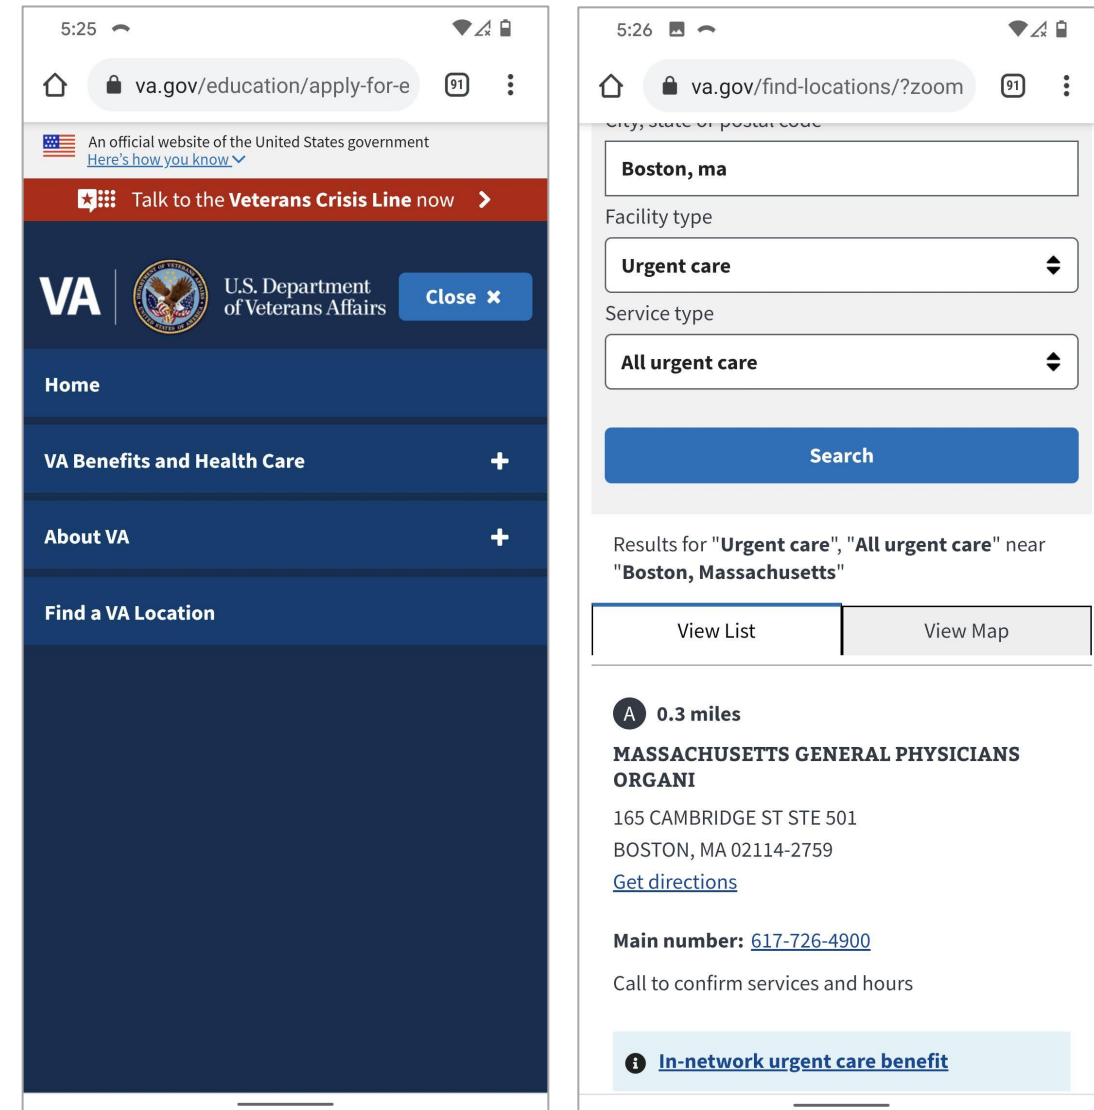 5:25
91
va.gov/education/apply-for-e
An official website of the United States government
Here's how you know
Talk to the Veterans Crisis Line now
VA
U.S. Department
of Veterans Affairs
Close
Home
VA Benefits and Health Care
About VA
Find a VA Location
5:26
va.gov/find-locations/?zoom
91
City, state or postal code
Boston, ma
Facility type
Urgent care
Service type
All urgent care
Search
Results for "Urgent care", "All urgent care" near
"Boston, Massachusetts"
View List
View Map
A 0.3 miles
MASSACHUSETTS GENERAL PHYSICIANS
ORGANI
165 CAMBRIDGE ST STE 501
BOSTON, MA 02114-2759
Get directions
Main number: 617-726-4900
Call to confirm services and hours
In-network urgent care benefit